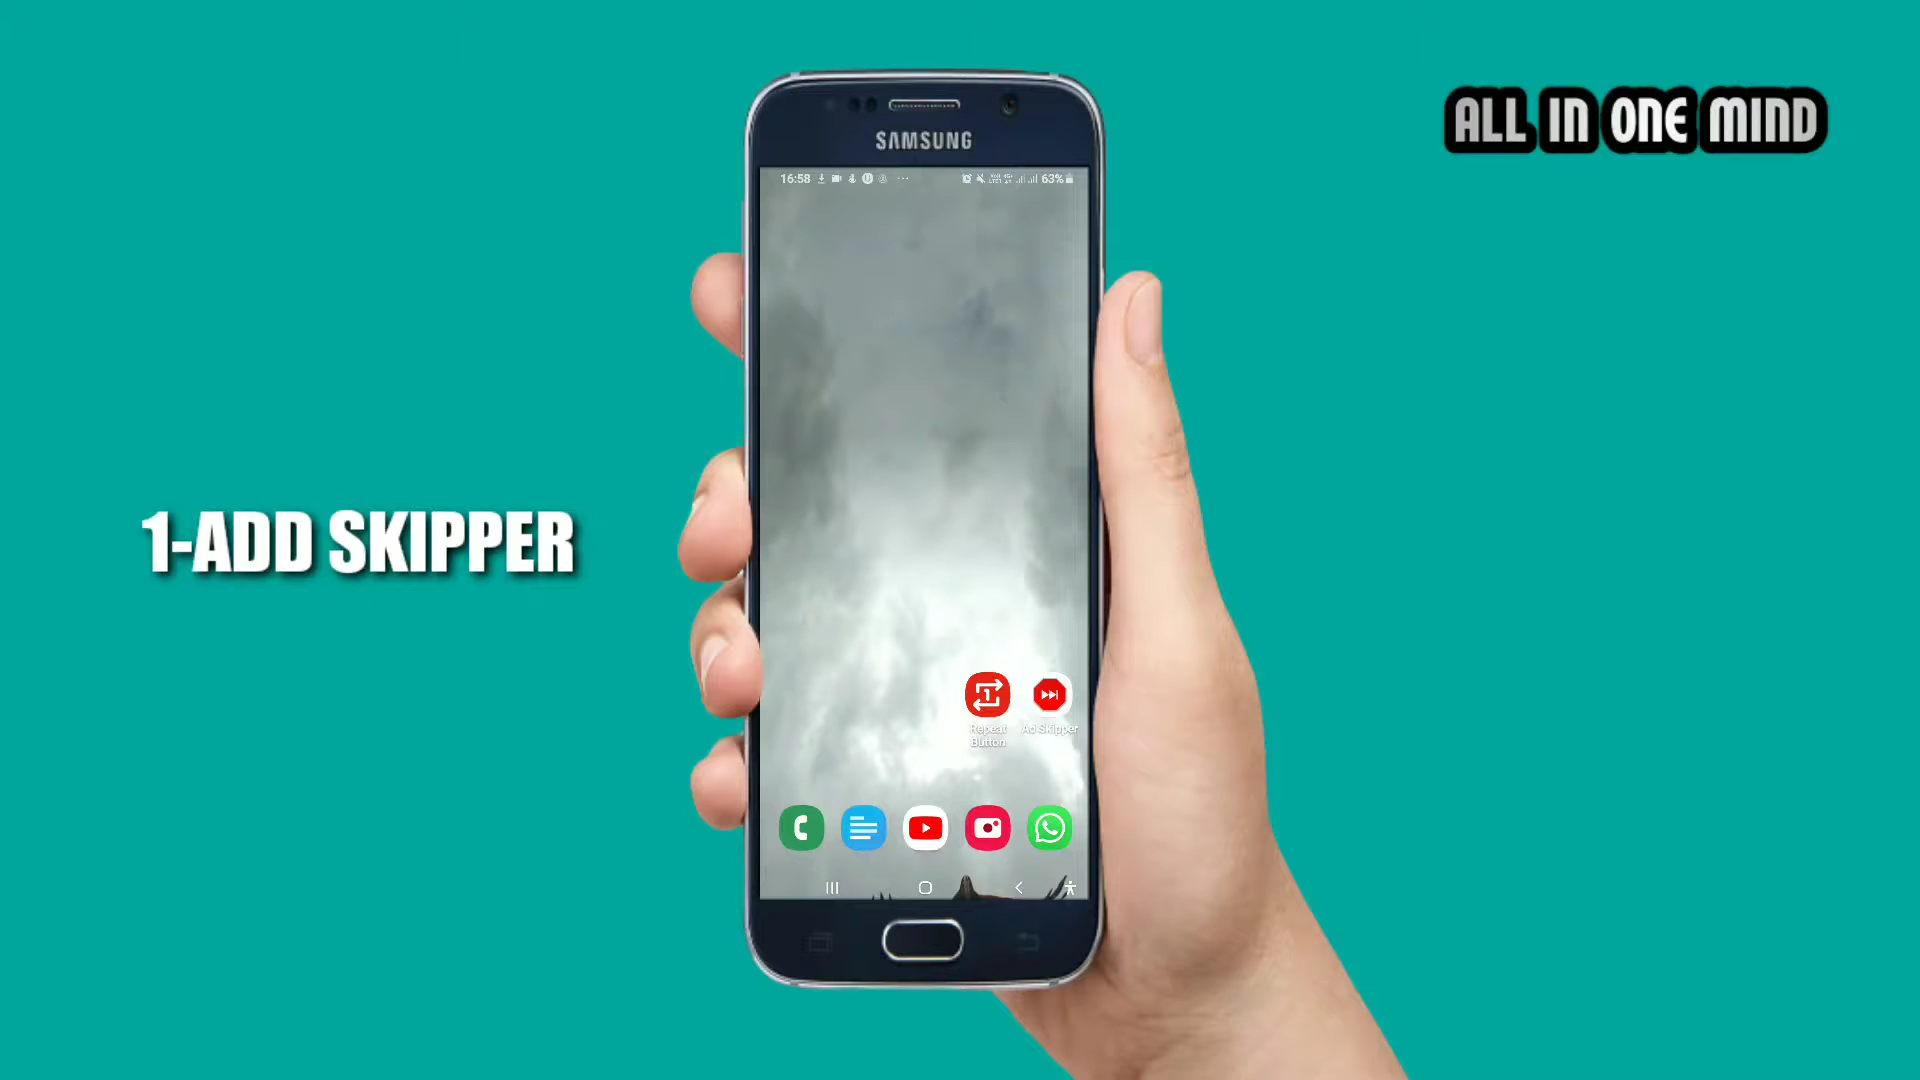 ALL IN ONE MIND
SAMSUNG
16:58
63%
1-ADD SKIPPER
Repeat Button
Ad Skipper